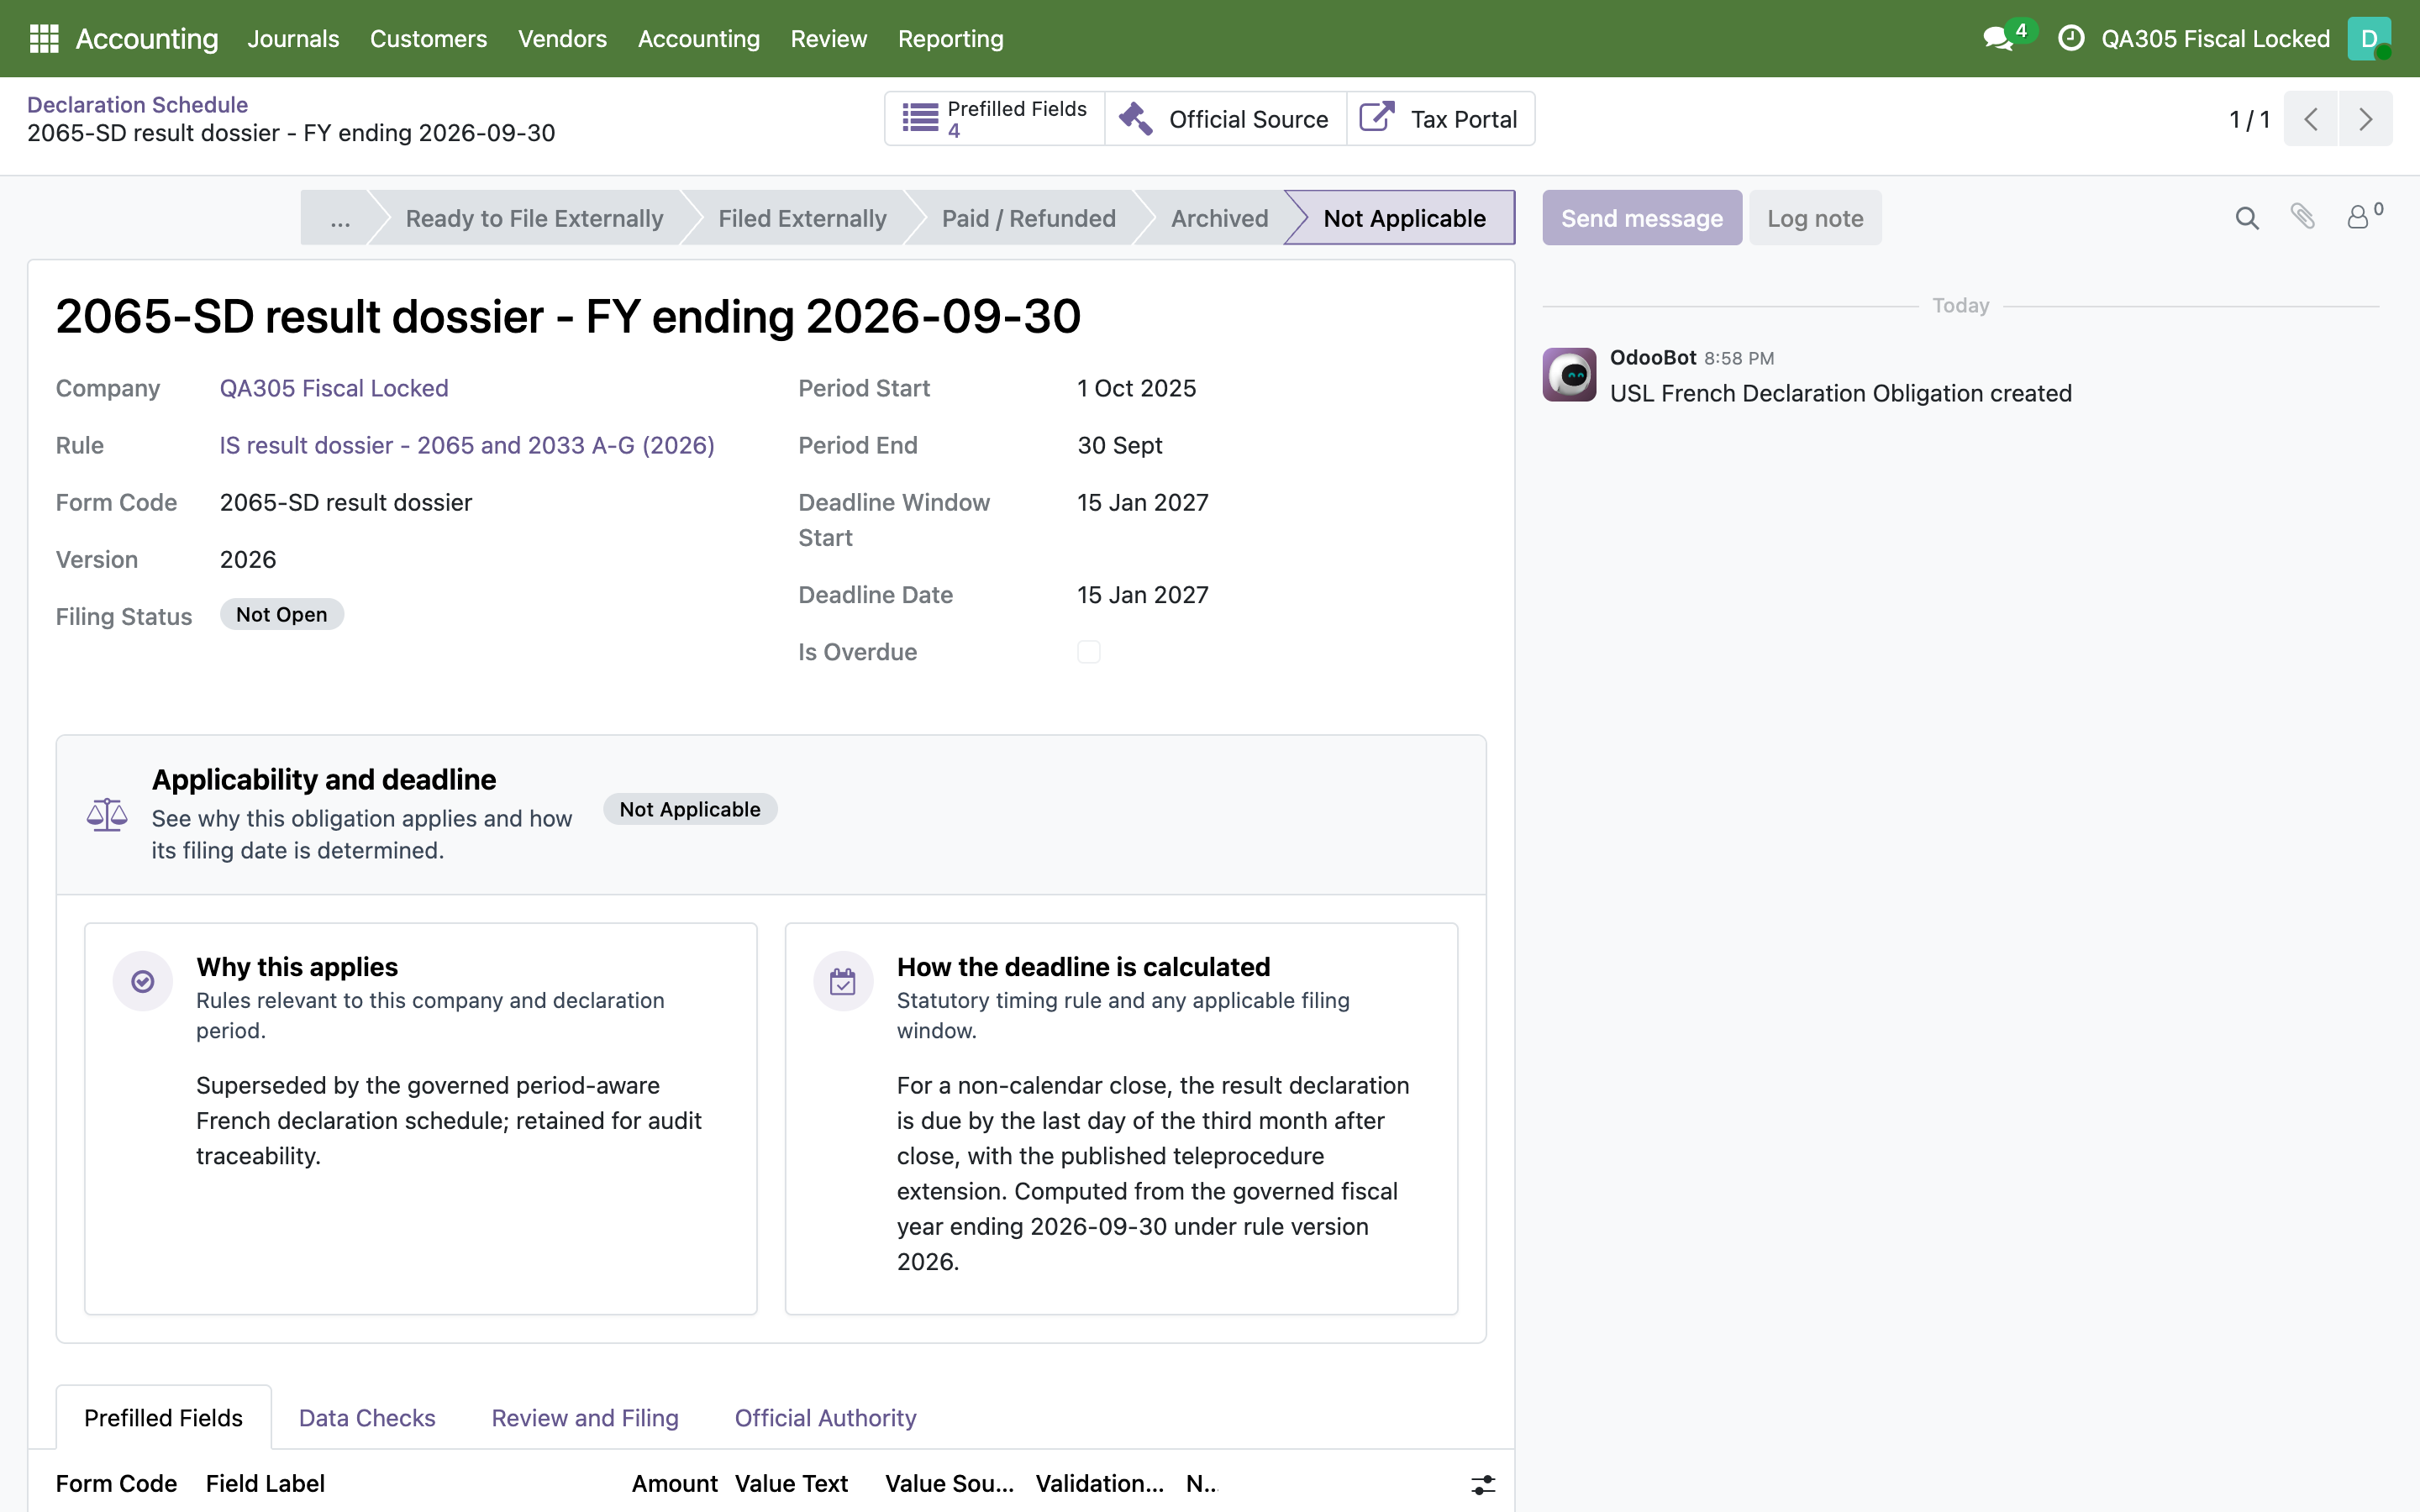 Accounting Journals Customers Vendors Accounting Review Reporting 4 QA305 Fiscal Locked D
Declaration Schedule
2065-SD result dossier - FY ending 2026-09-30
Prefilled Fields
4
Official Source
Tax Portal
1 / 1
... Ready to File Externally Filed Externally Paid / Refunded Archived Not Applicable
Send message Log note 0
2065-SD result dossier - FY ending 2026-09-30
Company QA305 Fiscal Locked
Rule IS result dossier - 2065 and 2033 A-G (2026)
Form Code 2065-SD result dossier
Version 2026
Filing Status Not Open
Period Start 1 Oct 2025
Period End 30 Sept
Deadline Window 15 Jan 2027
Start
Deadline Date 15 Jan 2027
Is Overdue
Today
OdooBot 8:58 PM
USL French Declaration Obligation created
Applicability and deadline
See why this obligation applies and how
its filing date is determined.
Not Applicable
Why this applies
Rules relevant to this company and declaration
period.
Superseded by the governed period-aware
French declaration schedule; retained for audit
traceability.
How the deadline is calculated
Statutory timing rule and any applicable filing
window.
For a non-calendar close, the result declaration
is due by the last day of the third month after
close, with the published teleprocedure
extension. Computed from the governed fiscal
year ending 2026-09-30 under rule version
2026.
Prefilled Fields Data Checks Review and Filing Official Authority
Form Code Field Label Amount Value Text Value Sou... Validation... N...